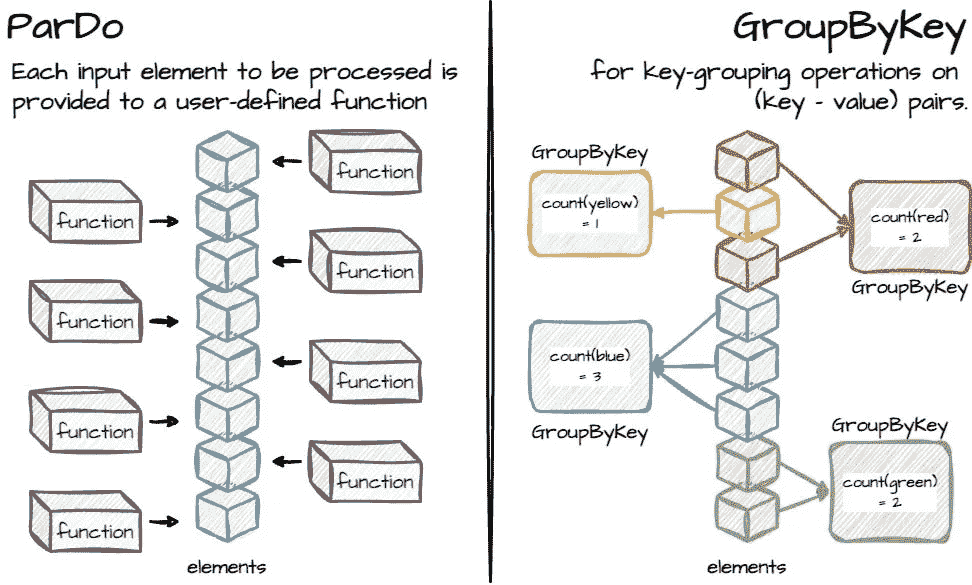 ParDo
Each input element to be processed is
provided to a user-defined function
function
function
function
function
function
function
function
function
elements
GroupByKey
for key-grouping operations on
(key - value) pairs.
GroupByKey
count(yellow)
= 1
count(red)
= 2
GroupByKey
count(blue)
= 3
GroupByKey
GroupByKey
count(green)
= 2
elements